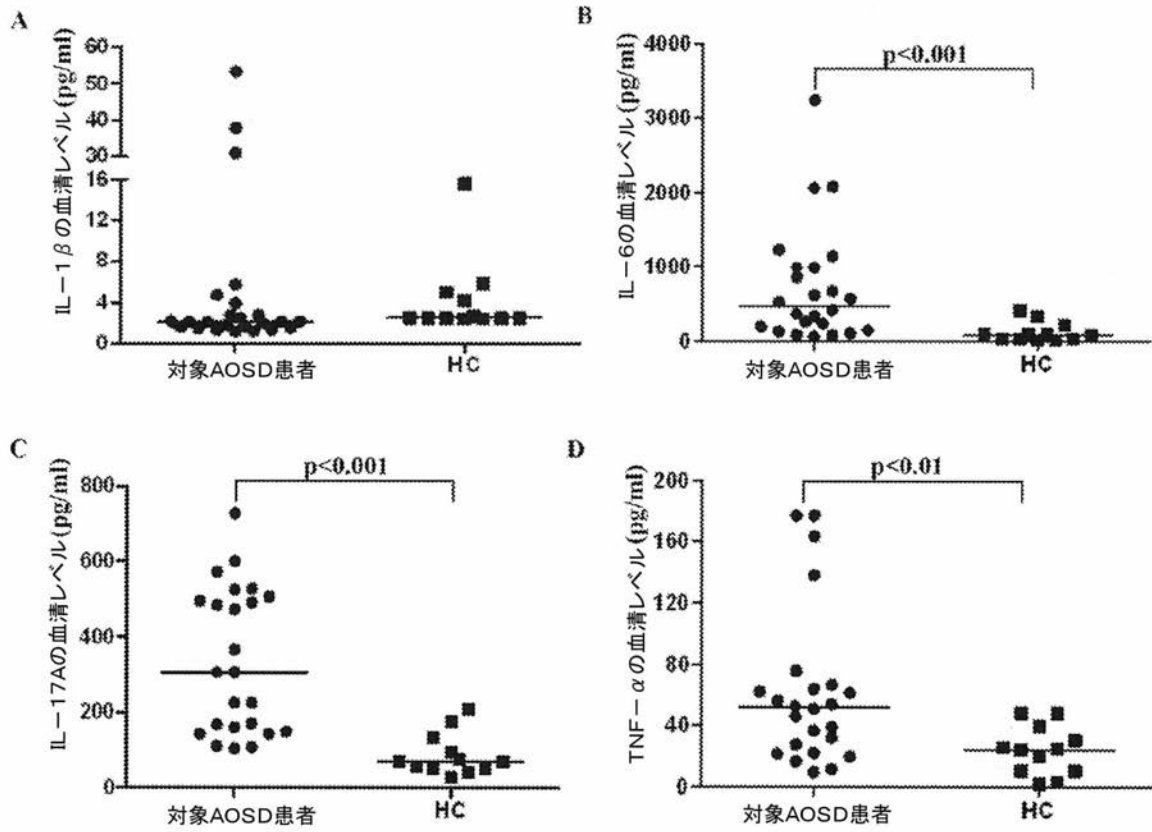 A
IL－1βの血清レベル(pg/ml)
60
50
40
30
16
12
8
4
0
対象AOSD患者
HC
B
p<0.001
IL－6の血清レベル(pg/ml)
4000
3000
2000
1000
0
対象AOSD患者
HC
C
p<0.001
IL－17Aの血清レベル(pg/ml)
800
600
400
200
0
対象AOSD患者
HC
D
p<0.01
TNF－αの血清レベル(pg/ml)
200
160
120
80
40
0
対象AOSD患者
HC